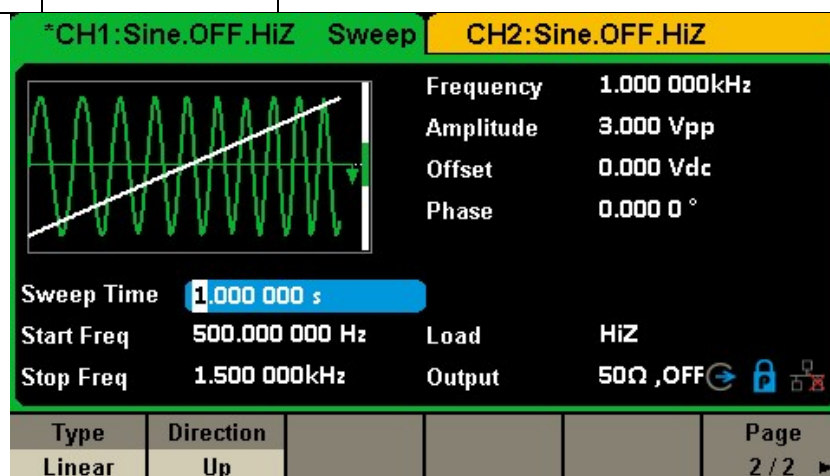 *CH1:Sine.OFF.HiZ Sweep CH2:Sine.OFF.HiZ
Frequency 1.000 000kHz
Amplitude 3.000 Vpp
Offset 0.000 Vdc
Phase 0.000 0 °
Sweep Time 1.000 000 s
Start Freq 500.000 000 Hz Load HiZ
Stop Freq 1.500 000kHz Output 50Ω ,OFF
Type Direction Page
Linear Up 2 / 2